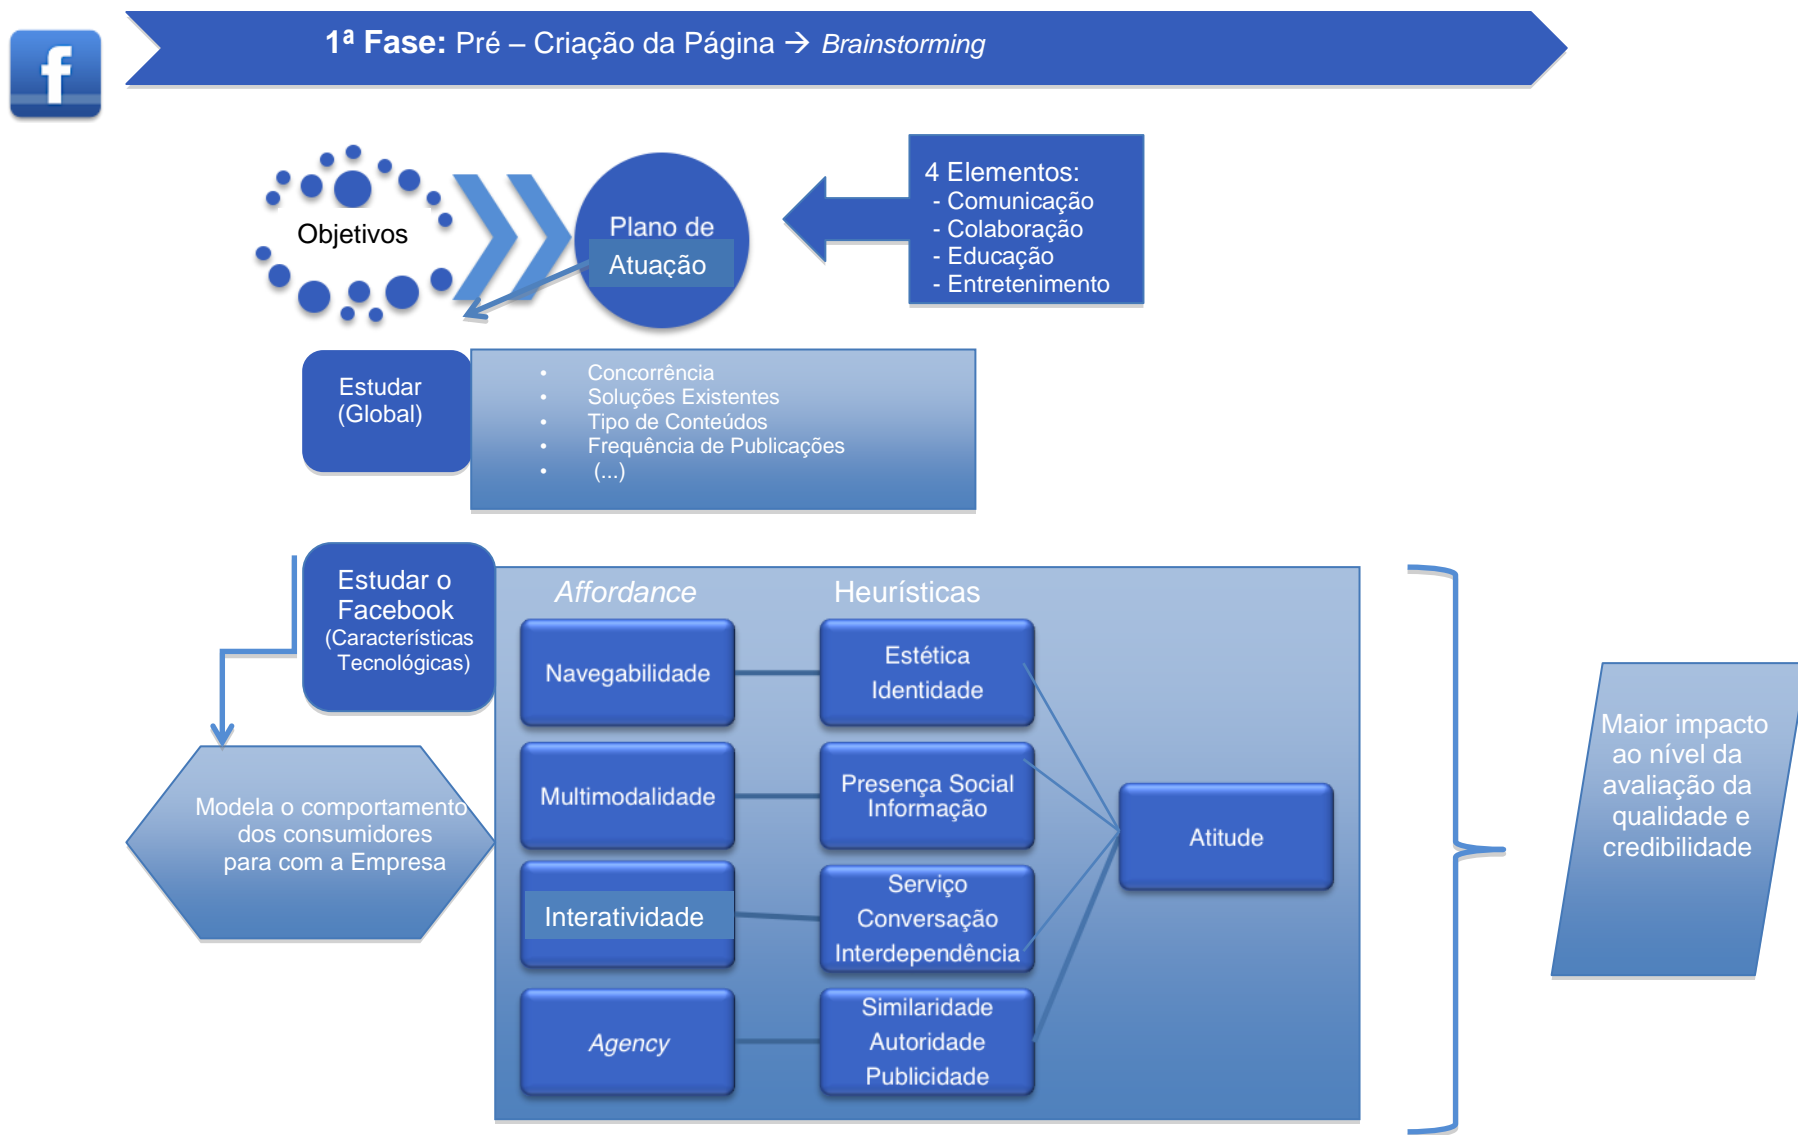 f
1ª Fase: Pré – Criação da Página → Brainstorming
Objetivos
Plano de
Atuação
4 Elementos:
- Comunicação
- Colaboração
- Educação
- Entretenimento
Estudar
(Global)
• Concorrência
• Soluções Existentes
• Tipo de Conteúdos
• Frequência de Publicações
• (...)
Estudar o
Facebook
(Características
Tecnológicas)
Modela o comportamento
dos consumidores
para com a Empresa
Affordance
Heurísticas
Navegabilidade
Estética
Identidade
Multimodalidade
Presença Social
Informação
Interatividade
Serviço
Conversação
Interdependência
Agency
Similaridade
Autoridade
Publicidade
Atitude
Maior impacto
ao nível da
avaliação da
qualidade e
credibilidade